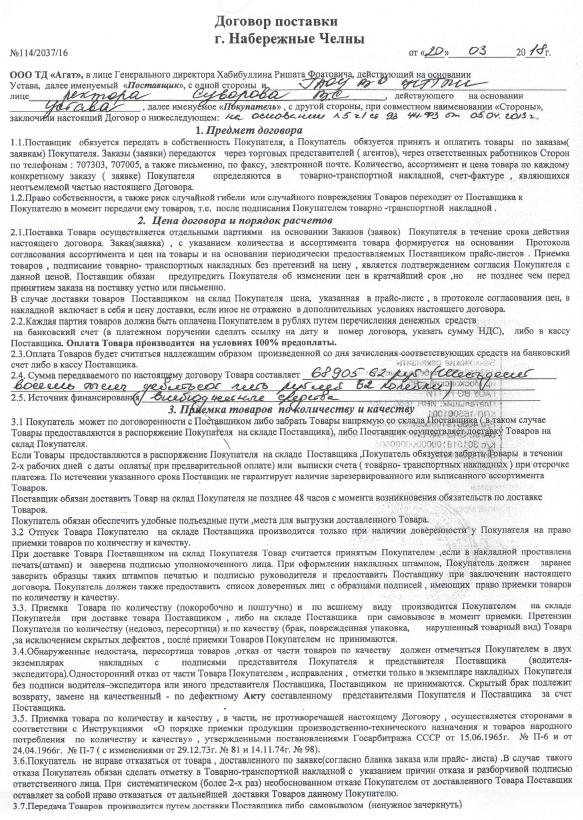 Договор поставки
г. Набережные Челны
№114/2037/16 от «20» 03 2018г.
ООО ТД «Агат», в лице Генерального директора Хабибуллина Ришата Фоатовича, действующий на основании
Устава, далее именуемый «Поставщик», с одной стороны и
лице ректора Суворова В.С. действующего на основании
Устава, далее именуемое «Покупатель» , с другой стороны, при совместном наименовании «Стороны»,
заключили настоящий Договор о нижеследующем: на основании 44 ФЗ от 05.04.2013г.
1. Предмет договора
1.1.Поставщик обязуется передать в собственность Покупателя, а Покупатель обязуется принять и оплатить товары по заказам(
заявкам) Покупателя. Заказы (заявки) передаются через торговых представителей ( агентов), через ответственных работников Сторон
по телефонам : 707303, 707005, а также письменно, по факсу, электронной почте. Количество, ассортимент и цена товара по каждому
конкретному заказу ( заявке) Покупателя определяются в товарно-транспортной накладной, счет-фактуре , являющихся
неотъемлемой частью настоящего Договора.
1.2.Право собственности, а также риск случайной гибели или случайного повреждения Товаров переходит от Поставщика к
Покупателю в момент передачи ему товаров, т.е. после подписания Покупателем товарно -транспортной накладной .
2. Цена договора и порядок расчетов
2.1.Поставка Товара осуществляется отдельными партиями на основании Заказов (заявок) Покупателя в течение срока действия
настоящего договора. Заказ(заявка) , с указанием количества и ассортимента товара формируется на основании Протокола
согласования ассортимента и цен на товары и на основании периодически предоставляемых Поставщиком прайс-листов . Приемка
товаров , подписание товарно- транспортных накладных без претензий на цену , является подтверждением согласия Покупателя с
данной ценой. Поставщик обязан предупредить Покупателя об изменении цен в кратчайший срок ,но не позднее чем перед
принятием заказа на поставку устно или письменно.
В случае доставки товаров Поставщиком на склад Покупателя цена, указанная в прайс-листе , в протоколе согласования цен, в
накладной включает в себя и цену доставки, если иное не отражено в дополнительных условиях настоящего договора.
2.2.Каждая партия товаров должна быть оплачена Покупателем в рублях путем перечисления денежных средств
на банковский счет (в платежном поручении сделать ссылку на дату и номер договора, указать сумму НДС), либо в кассу
Поставщика. Оплата Товара производится на условиях 100% предоплаты.
2.3.Оплата Товаров будет считаться надлежащим образом произведенной со дня зачисления соответствующих средств на банковский
счет либо в кассу Поставщика.
2.4. Сумма передаваемого по настоящему договору Товара составляет 68905-62 руб (Шестьдесят
восемь тысяч девятьсот пять рублей 62 копейки)
2.5. Источник финансирования (Внебюджетные средства)
3. Приемка товаров по количеству и качеству
3.1 Покупатель может по договоренности с Поставщиком либо забрать Товары напрямую со склада Поставщика ( в таком случае
Товары предоставляются в распоряжение Покупателя на складе Поставщика), либо Поставщик осуществляет доставку Товаров на
склад Покупателя.
Если Товары предоставляются в распоряжение Покупателя на складе Поставщика ,Покупатель обязуется забрать Товары в течении
2-х рабочих дней с даты оплаты( при предварительной оплате) или выписки счета ( товарно- транспортных накладных ) при отсрочке
платежа. По истечении указанного срока Поставщик не гарантирует наличие зарезервированного или выписанного ассортимента
Товаров.
Поставщик обязан доставить Товар на склад Покупателя не позднее 48 часов с момента возникновения обязательств по доставке
Товаров.
Покупатель обязан обеспечить удобные подъездные пути ,места для выгрузки доставленного Товара.
3.2 Отпуск Товара Покупателю на складе Поставщика производится только при наличии доверенности у Покупателя на право
приемки товаров по количеству и качеству.
При доставке Товара Поставщиком на склад Покупателя Товар считается принятым Покупателем ,если в накладной проставлена
печать(штамп) и заверена подписью уполномоченного лица. При оформлении накладных штампом, Покупатель должен заранее
заверить образцы таких штампов печатью и подписью руководителя и предоставить Поставщику при заключении настоящего
договора. Покупатель должен также предоставить список доверенных лиц с образцами подписей , имеющих право приемки товаров
по количеству и качеству.
3.3. Приемка Товара по количеству (покоробочно и поштучно) и по внешнему виду производится Покупателем на складе
Покупателя при доставке товара Поставщиком , либо на складе Поставщика при самовывозе в момент приемки. Претензии
Покупателя по количеству (недовоз, пересортица) и по качеству (брак, поврежденная упаковка, нарушенный товарный вид) Товара
,за исключением скрытых дефектов , после приемки Товаров Покупателем не принимаются.
3.4.Обнаруженные недостача, пересортица товаров ,отказ от части товаров по качеству должен отмечаться Покупателем в двух
экземплярах накладных с подписями представителя Покупателя и представителя Поставщика (водителя-
экспедитора).Односторонний отказ от части Товара Покупателем , исправления , отметки только в экземпляре накладных Покупателя
без подписи водителя–экспедитора или иного представителя Поставщика, Поставщиком не принимаются. Скрытый брак подлежит
возврату, замене на качественный - по дефектному Акту составленному представителями Покупателя и Поставщика за счет
Поставщика.
3.5. Приемка товара по количеству и качеству , в части, не противоречащей настоящему Договору , осуществляется сторонами в
соответствии с Инструкциями «О порядке приемки продукции производственно-технического назначения и товаров народного
потребления по количеству и качеству» , утвержденными постановлениями Госарбитража СССР от 15.06.1965г. № П-6 и от
24.04.1966г. № П-7 ( с изменениями от 29.12.73г. № 81 и 14.11.74г. № 98).
3.6.Покупатель не вправе отказаться от товара , доставленного по заявке(согласно бланка заказа или прайс- листа) .В случае такого
отказа Покупатель обязан сделать отметку в Товарно-транспортной накладной с указанием причин отказа и разборчивой подписью
ответственного лица. При систематическом (более 2-х раз) необоснованном отказе Покупателем от доставленного Товара Поставщик
оставляет за собой право отказаться от дальнейшей доставки Товаров данному Покупателю.
3.7.Передача Товаров производится путем доставки Поставщика либо самовывозом (ненужное зачеркнуть)